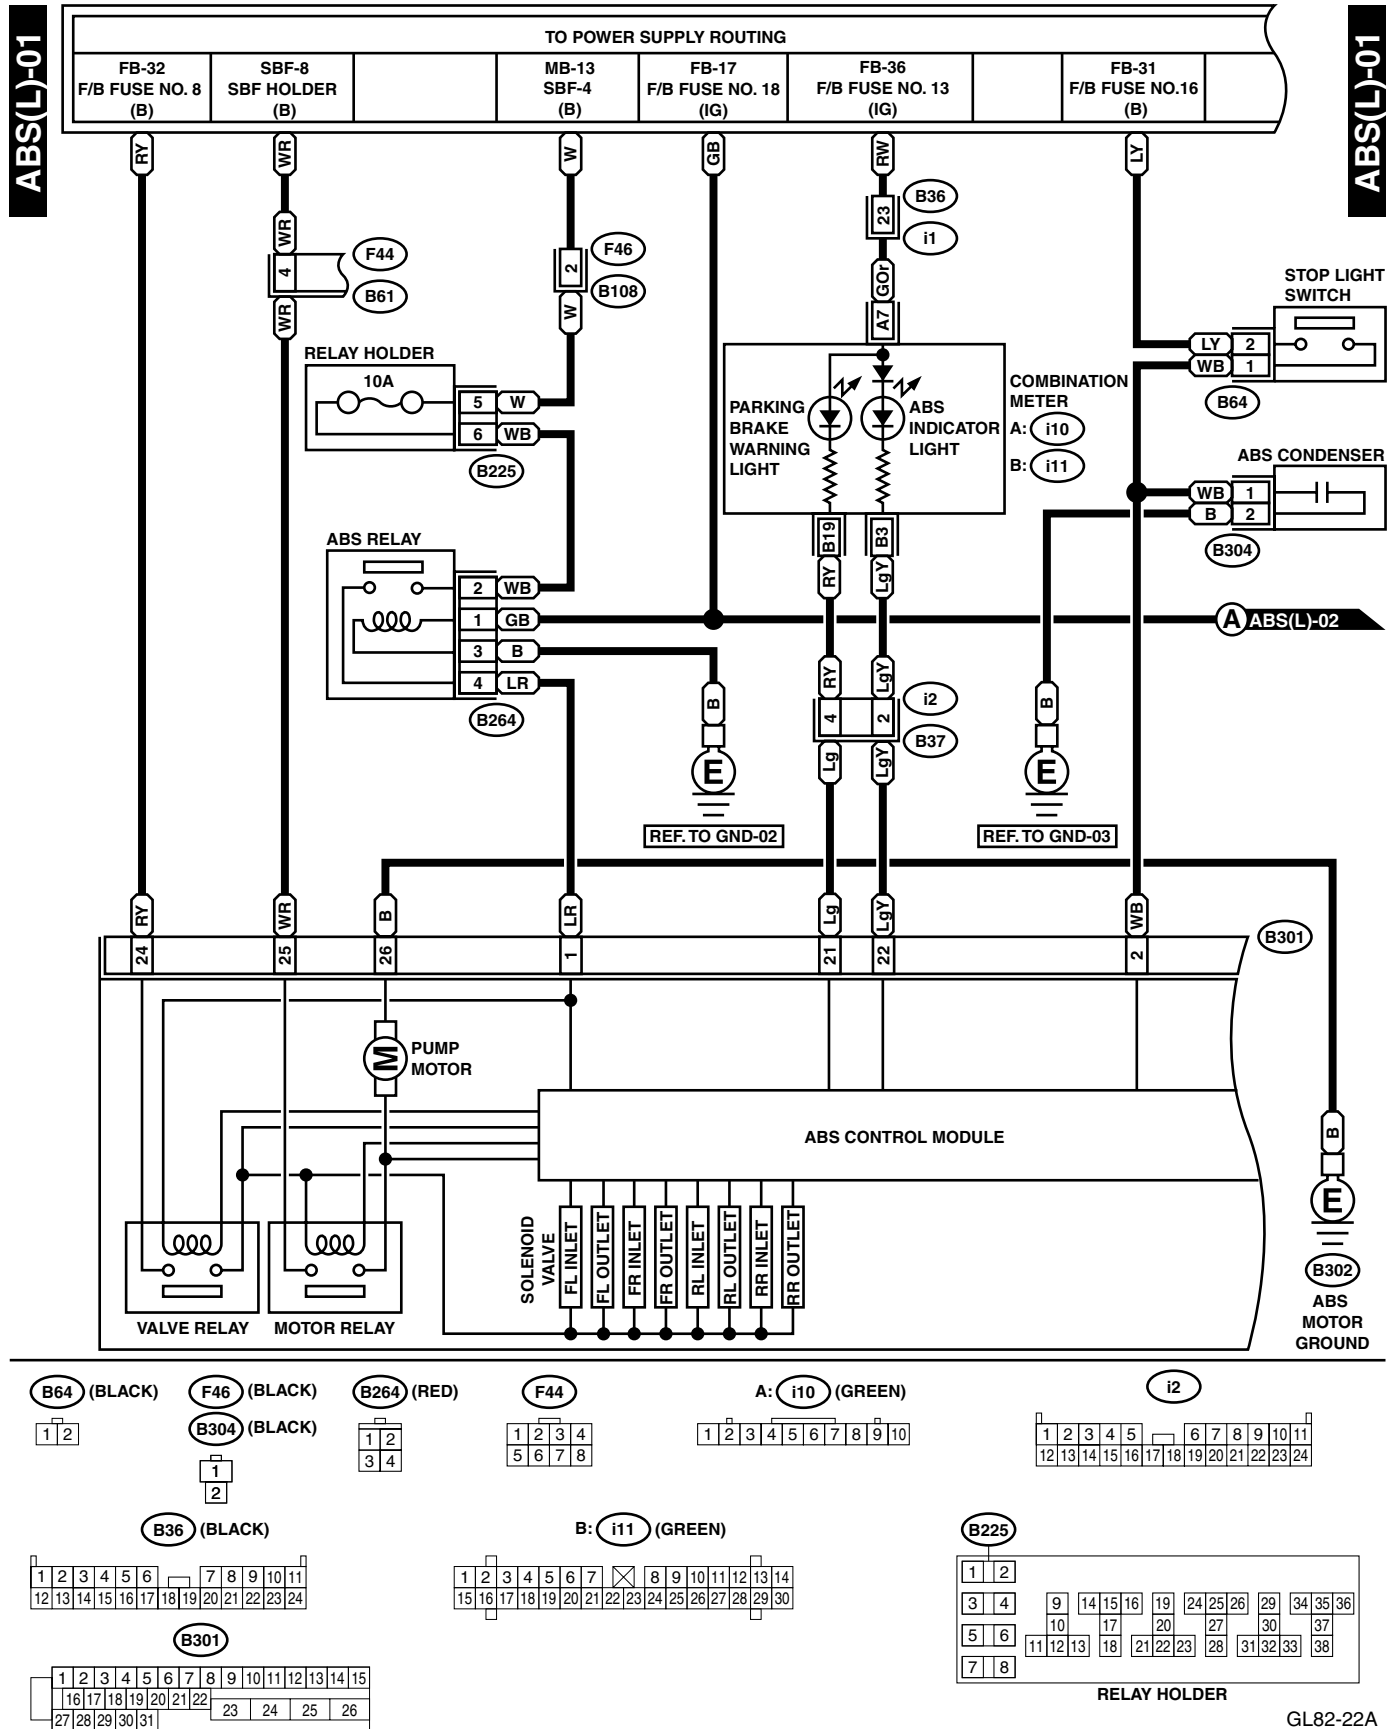 ABS(L)-01
ABS(L)-01
TO POWER SUPPLY ROUTING
FB-32
F/B FUSE NO. 8
(B)
SBF-8
SBF HOLDER
(B)
MB-13
SBF-4
(B)
FB-17
F/B FUSE NO. 18
(IG)
FB-36
F/B FUSE NO. 13
(IG)
FB-31
F/B FUSE NO.16
(B)
RY
WR
W
GB
RW
LY
WR
4
F44
B61
WR
2
F46
B108
W
23
B36
i1
GOr
A7
STOP LIGHT
SWITCH
LY 2
WB 1
B64
RELAY HOLDER
10A
5 W
6 WB
B225
PARKING
BRAKE
WARNING
LIGHT
ABS
INDICATOR
LIGHT
COMBINATION
METER
A: i10
B: i11
ABS CONDENSER
WB 1
B 2
B304
B19
B3
RY
LgY
ABS RELAY
2 WB
1 GB
3 B
4 LR
B264
A ABS(L)-02
RY
LgY
4
2
i2
B37
Lg
LgY
B
E
REF. TO GND-02
B
E
REF. TO GND-03
RY
WR
B
LR
Lg
LgY
WB
24
25
26
1
21
22
2
B301
M
PUMP
MOTOR
ABS CONTROL MODULE
B
E
B302
ABS
MOTOR
GROUND
SOLENOID
VALVE
FL INLET
FL OUTLET
FR INLET
FR OUTLET
RL INLET
RL OUTLET
RR INLET
RR OUTLET
VALVE RELAY
MOTOR RELAY
B64 (BLACK)
1 2
F46 (BLACK)
B304 (BLACK)
1
2
B264 (RED)
1 2
3 4
F44
1 2 3 4
5 6 7 8
A: i10 (GREEN)
1 2 3 4 5 6 7 8 9 10
i2
1 2 3 4 5 6 7 8 9 10 11
12 13 14 15 16 17 18 19 20 21 22 23 24
B36 (BLACK)
1 2 3 4 5 6 7 8 9 10 11
12 13 14 15 16 17 18 19 20 21 22 23 24
B: i11 (GREEN)
1 2 3 4 5 6 7 8 9 10 11 12 13 14
15 16 17 18 19 20 21 22 23 24 25 26 27 28 29 30
B225
1 2
3 4 9 14 15 16 19 24 25 26 29 34 35 36
10 17 20 27 30 37
5 6 11 12 13 18 21 22 23 28 31 32 33 38
7 8
RELAY HOLDER
B301
1 2 3 4 5 6 7 8 9 10 11 12 13 14 15
16 17 18 19 20 21 22 23 24 25 26
27 28 29 30 31
GL82-22A